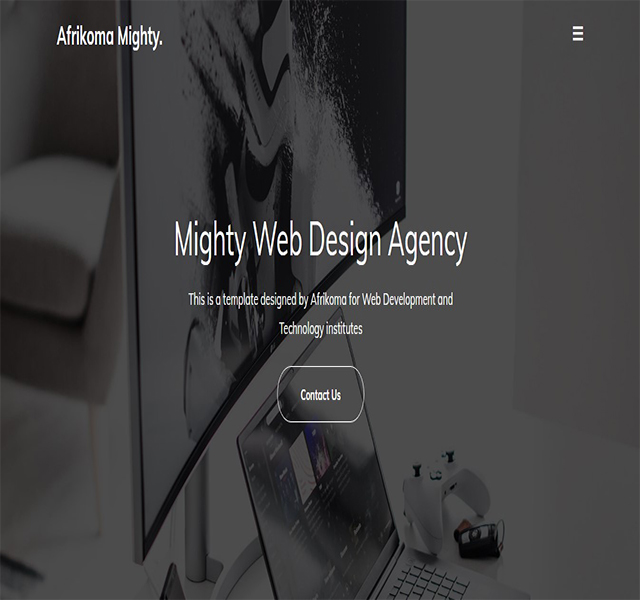 Afrikoma Mighty.
Mighty Web Design Agency
This is a template designed by Afrikoma for Web Development and
Technology institutes
Contact Us